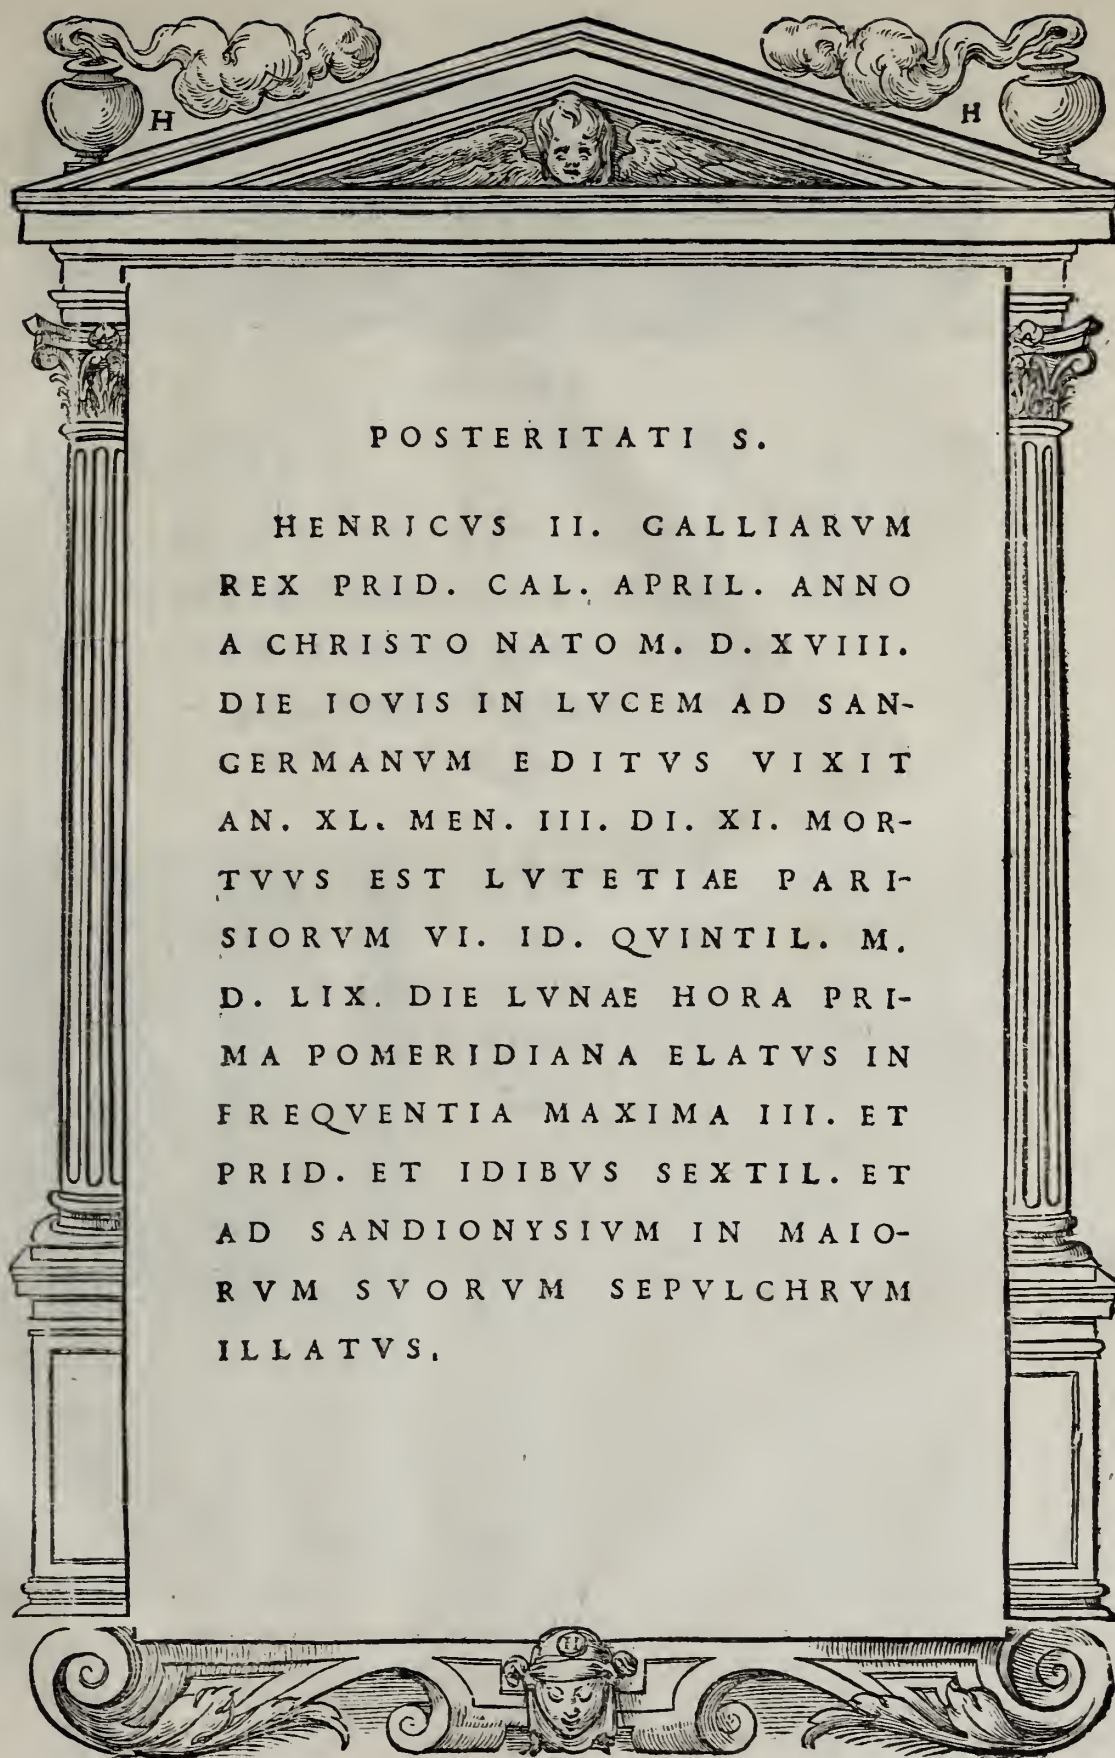 H H
POSTERITATI S.
HENRICVS II. GALLIARVM
REX PRID. CAL. APRIL. ANNO
A CHRISTO NATO M. D. XVIII.
DIE IOVIS IN LVCEM AD SAN-
GERMANVM EDITVS VIXIT
AN. XL. MEN. III. DI. XI. MOR-
TVVS EST LVTETIAE PARI-
SIORVM VI. ID. QVINTIL. M.
D. LIX. DIE LVNAE HORA PRI-
MA POMERIDIANA ELATVS IN
FREQVENTIA MAXIMA III. ET
PRID. ET IDIBVS SEXTIL. ET
AD SANDIONYSIVM IN MAIO-
RVM SVORVM SEPVLCHRVM
ILLATVS.
II